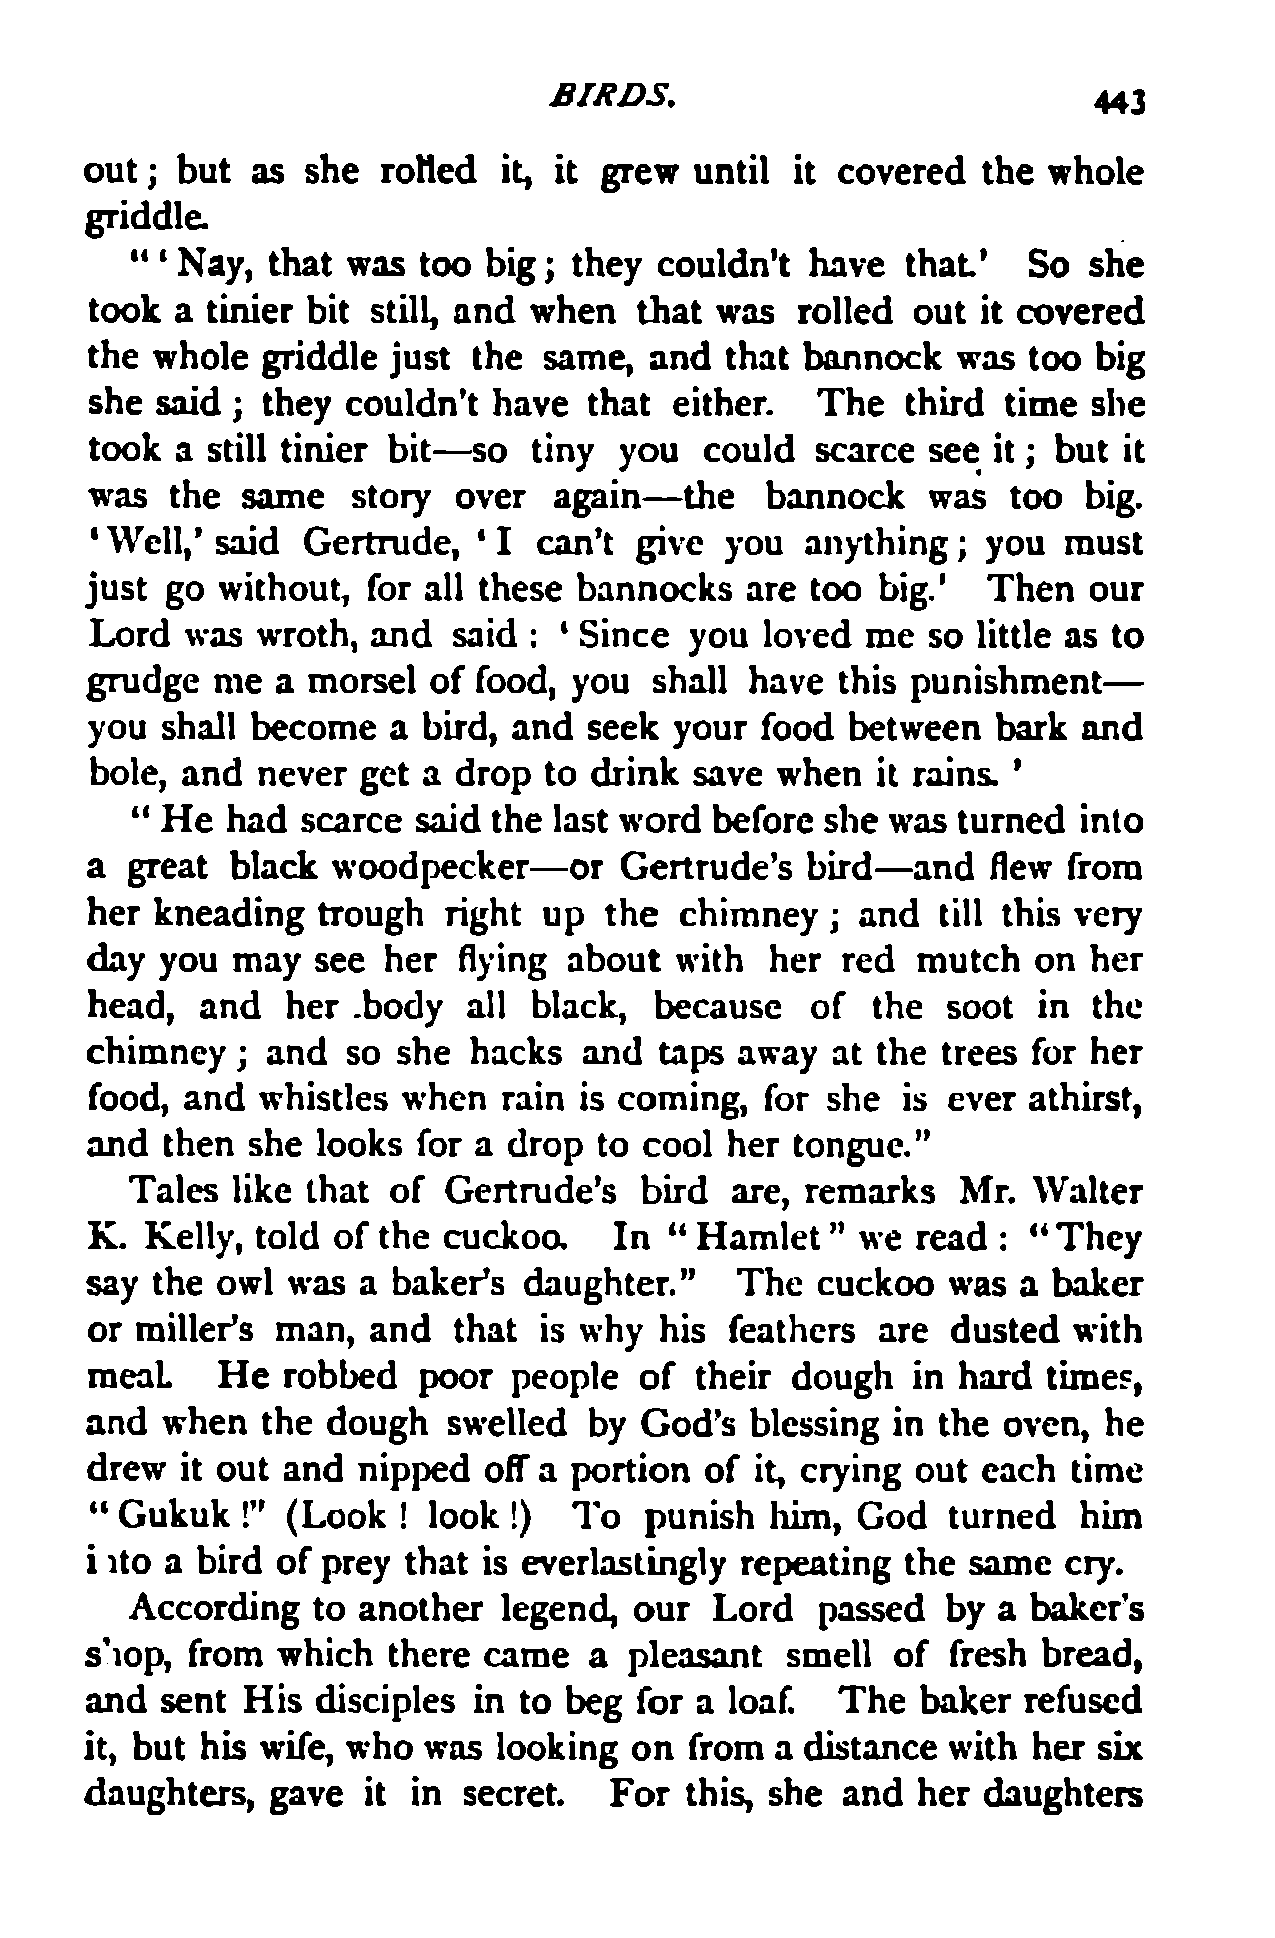 BIRDS. 443
out ; but as she rolled it, it grew until it covered the whole
griddle.
" ' Nay, that was too big ; they couldn't have that.' So she
took a tinier bit still, and when that was rolled out it covered
the whole griddle just the same, and that bannock was too big
she said ; they couldn't have that either. The third time she
took a still tinier bit—so tiny you could scarce see it ; but it
was the same story over again—the bannock was too big.
' Well,' said Gertrude, ' I can't give you anything ; you must
just go without, for all these bannocks are too big.' Then our
Lord was wroth, and said : ' Since you loved me so little as to
grudge me a morsel of food, you shall have this punishment—
you shall become a bird, and seek your food between bark and
bole, and never get a drop to drink save when it rains. '
" He had scarce said the last word before she was turned into
a great black woodpecker—or Gertrude's bird—and flew from
her kneading trough right up the chimney ; and till this very
day you may see her flying about with her red mutch on her
head, and her body all black, because of the soot in the
chimney ; and so she hacks and taps away at the trees for her
food, and whistles when rain is coming, for she is ever athirst,
and then she looks for a drop to cool her tongue."
Tales like that of Gertrude's bird are, remarks Mr. Walter
K. Kelly, told of the cuckoo. In " Hamlet " we read : " They
say the owl was a baker's daughter." The cuckoo was a baker
or miller's man, and that is why his feathers are dusted with
meal. He robbed poor people of their dough in hard times,
and when the dough swelled by God's blessing in the oven, he
drew it out and nipped off a portion of it, crying out each time
" Gukuk !" (Look ! look !) To punish him, God turned him
into a bird of prey that is everlastingly repeating the same cry.
According to another legend, our Lord passed by a baker's
shop, from which there came a pleasant smell of fresh bread,
and sent His disciples in to beg for a loaf. The baker refused
it, but his wife, who was looking on from a distance with her six
daughters, gave it in secret. For this, she and her daughters